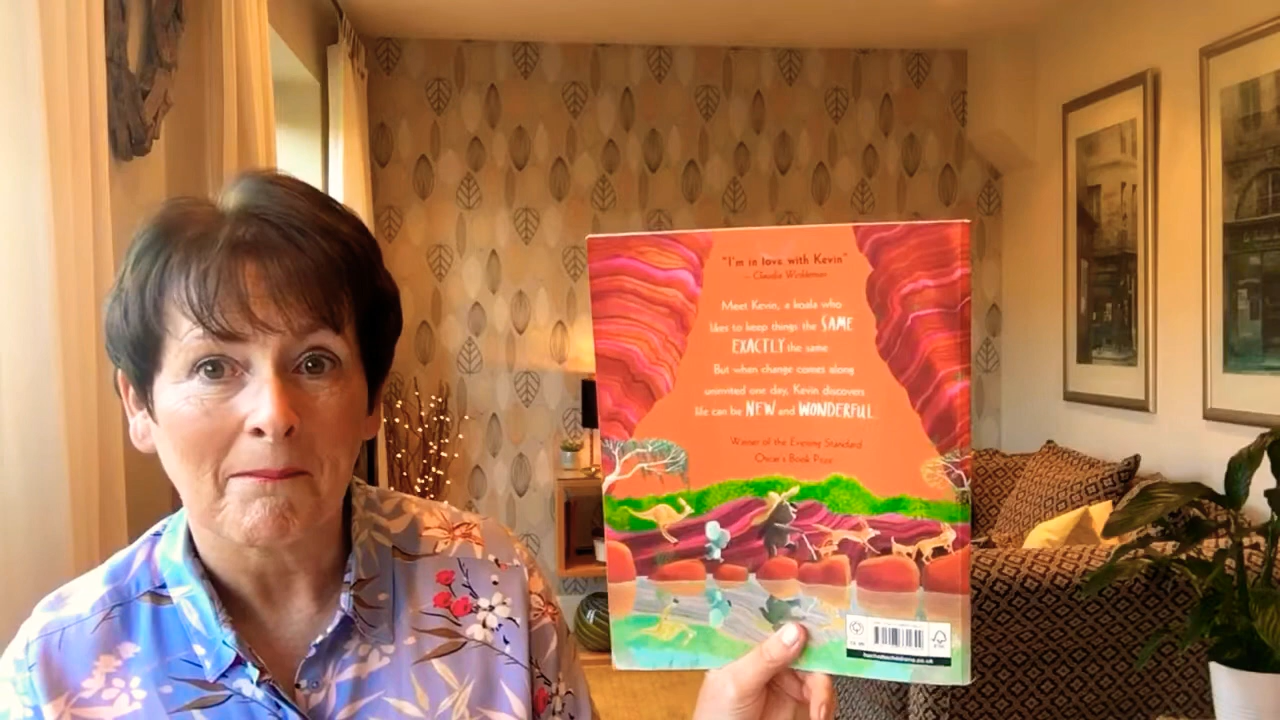 "I'm in love with Kevin"
– Claudia Winkleman
Meet Kevin, a koala who
likes to keep things the SAME
EXACTLY the same
But when change comes along
uninvited one day, Kevin discovers
life can be NEW and WONDERFUL.
Winner of the Evening Standard
Oscar's Book Prize